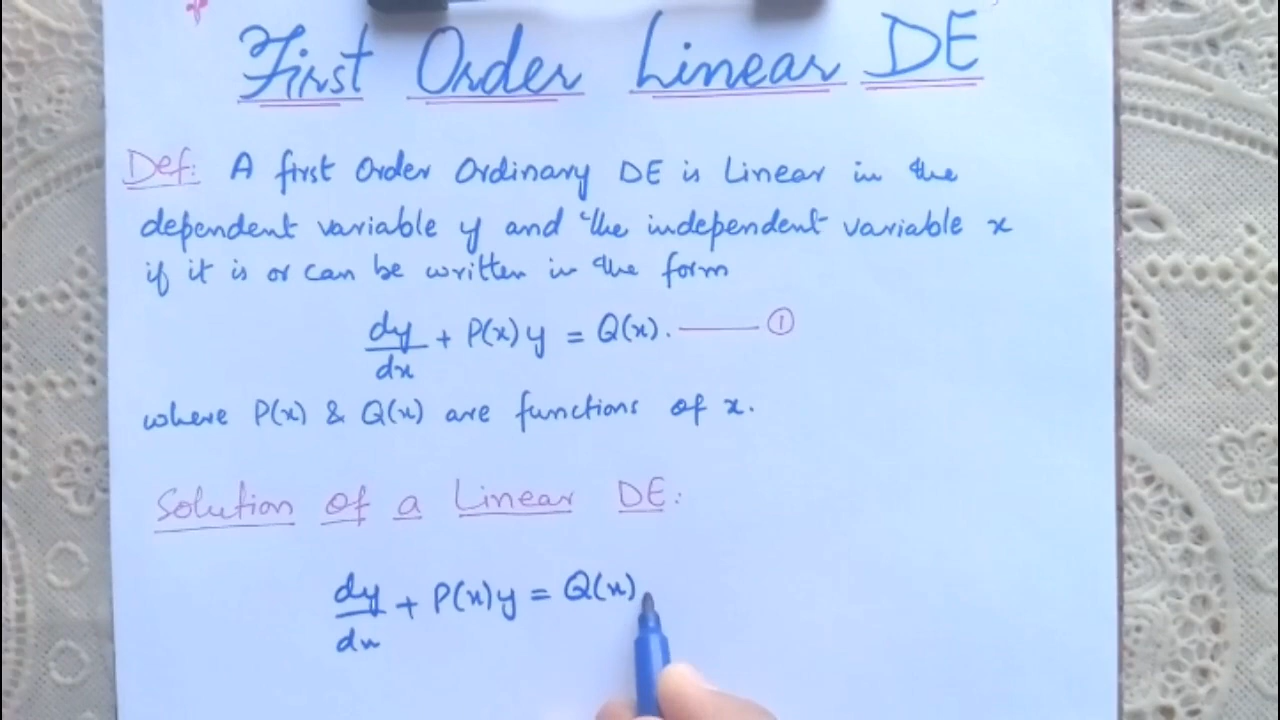 First Order Linear DE
Def: A first Order Ordinary DE is Linear in the
dependent variable y and the independent variable x
if it is or can be written in the form
dy/dx + P(x)y = Q(x). —— ①
where P(x) & Q(x) are functions of x.
Solution of a Linear DE:
dy/dx + P(x)y = Q(x)